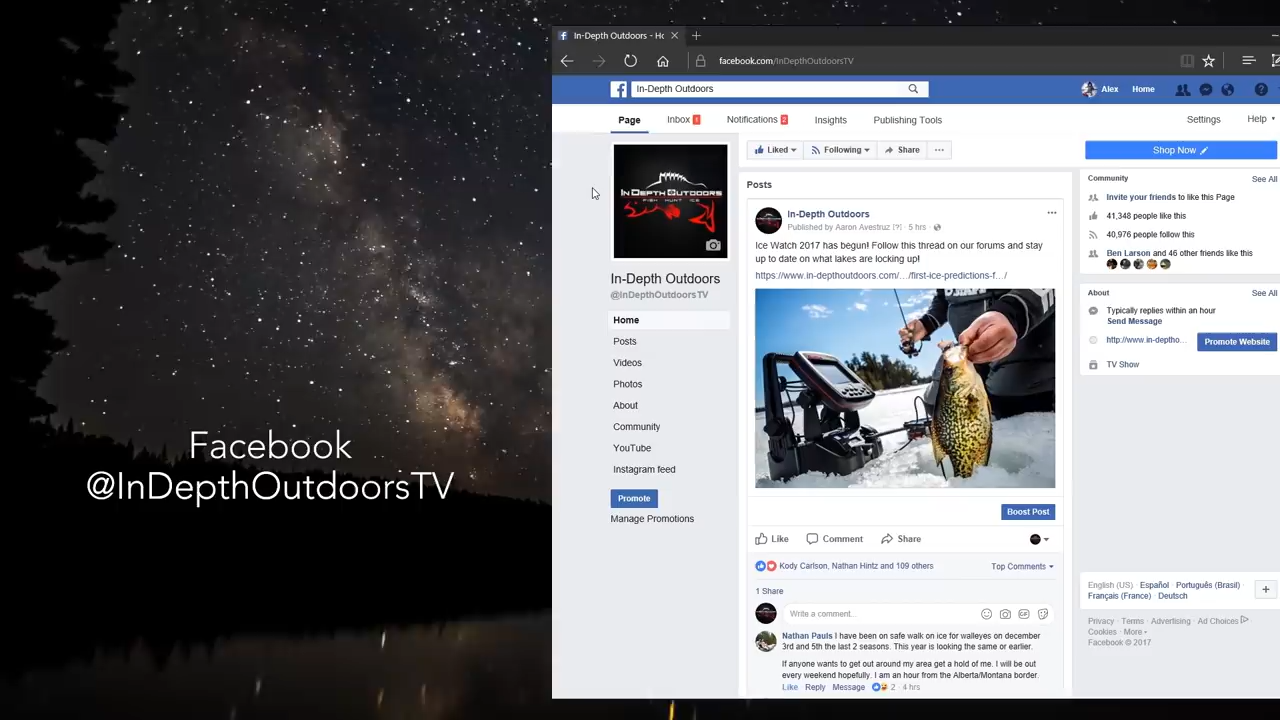 In-Depth Outdoors - Ho
facebook.com/InDepthOutdoorsTV
In-Depth Outdoors
Alex
Home
Page
Inbox 1
Notifications 2
Insights
Publishing Tools
Settings
Help
Liked
Following
Share
Shop Now
IN DEPTH OUTDOORS
FISH HUNT ICE
In-Depth Outdoors
@InDepthOutdoorsTV
Home
Posts
Videos
Photos
About
Community
YouTube
Instagram feed
Promote
Manage Promotions
Facebook
@InDepthOutdoorsTV
Posts
In-Depth Outdoors
Published by Aaron Avestruz [?] · 5 hrs ·
Ice Watch 2017 has begun! Follow this thread on our forums and stay
up to date on what lakes are locking up!
https://www.in-depthoutdoors.com/…/first-ice-predictions-f…/
Boost Post
Like
Comment
Share
Kody Carlson, Nathan Hintz and 109 others
Top Comments
1 Share
Write a comment...
GIF
Nathan Pauls I have been on safe walk on ice for walleyes on december
3rd and 5th the last 2 seasons. This year is looking the same or earlier.
If anyone wants to get out around my area get a hold of me. I will be out
every weekend hopefully. I am an hour from the Alberta/Montana border.
Like · Reply · Message · 2 · 4 hrs
Community
See All
Invite your friends to like this Page
41,348 people like this
40,976 people follow this
Ben Larson and 46 other friends like this
About
See All
Typically replies within an hour
Send Message
http://www.in-deptho...
Promote Website
TV Show
English (US) · Español · Português (Brasil) ·
Français (France) · Deutsch
Privacy · Terms · Advertising · Ad Choices
Cookies · More
Facebook © 2017